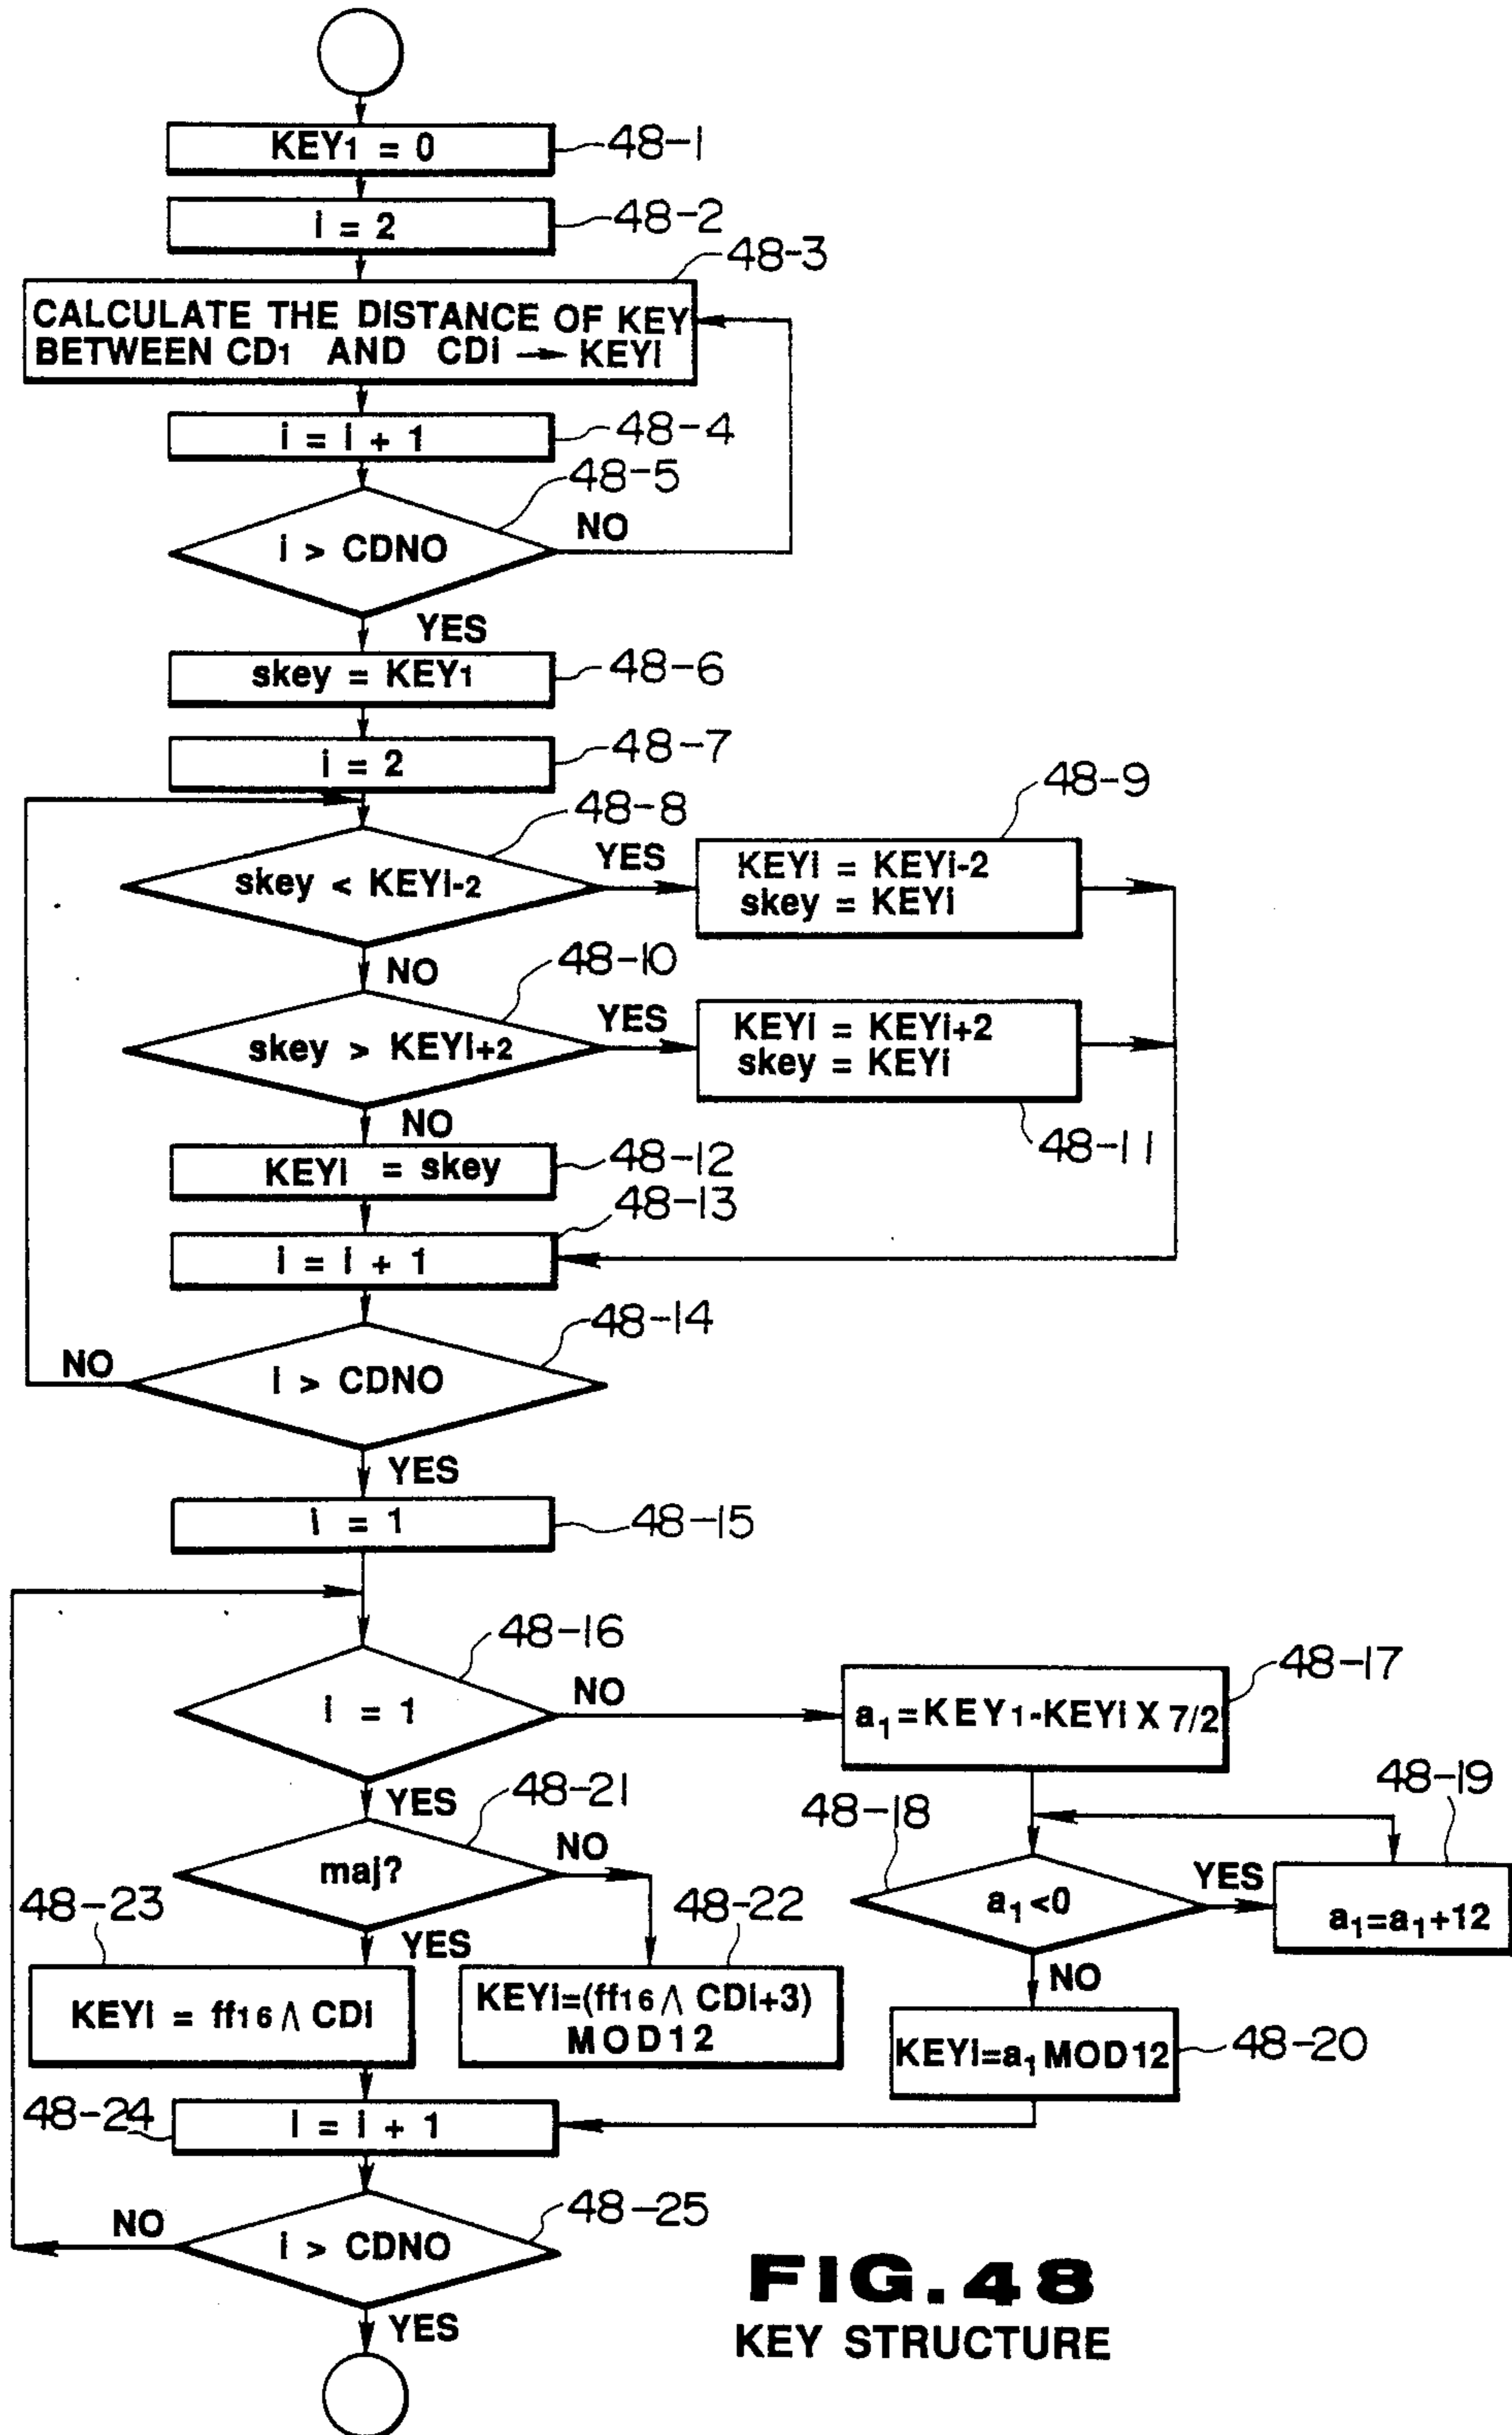 KEY1 = 0
48-1
i = 2
48-2
48-3
CALCULATE THE DISTANCE OF KEY
BETWEEN CD1 AND CDi → KEYi
i = i + 1
48-4
48-5
i > CDNO
NO
YES
skey = KEY1
48-6
i = 2
48-7
48-8
skey < KEYi-2
YES
48-9
KEYi = KEYi-2
skey = KEYi
NO
48-10
skey > KEYi+2
YES
KEYi = KEYi+2
skey = KEYi
48-11
NO
KEYi = skey
48-12
48-13
i = i + 1
48-14
NO
i > CDNO
YES
i = 1
48-15
48-16
i = 1
NO
48-17
a1=KEY1-KEYi X 7/2
YES
48-21
48-18
48-19
maj?
NO
a1<0
YES
a1=a1+12
48-23
YES
48-22
NO
KEYi = ff16 ∧ CDi
KEYi=(ff16 ∧ CDi+3)
MOD12
KEYi=a1 MOD12
48-20
48-24
i = i + 1
48-25
NO
i > CDNO
YES
FIG.48
KEY STRUCTURE